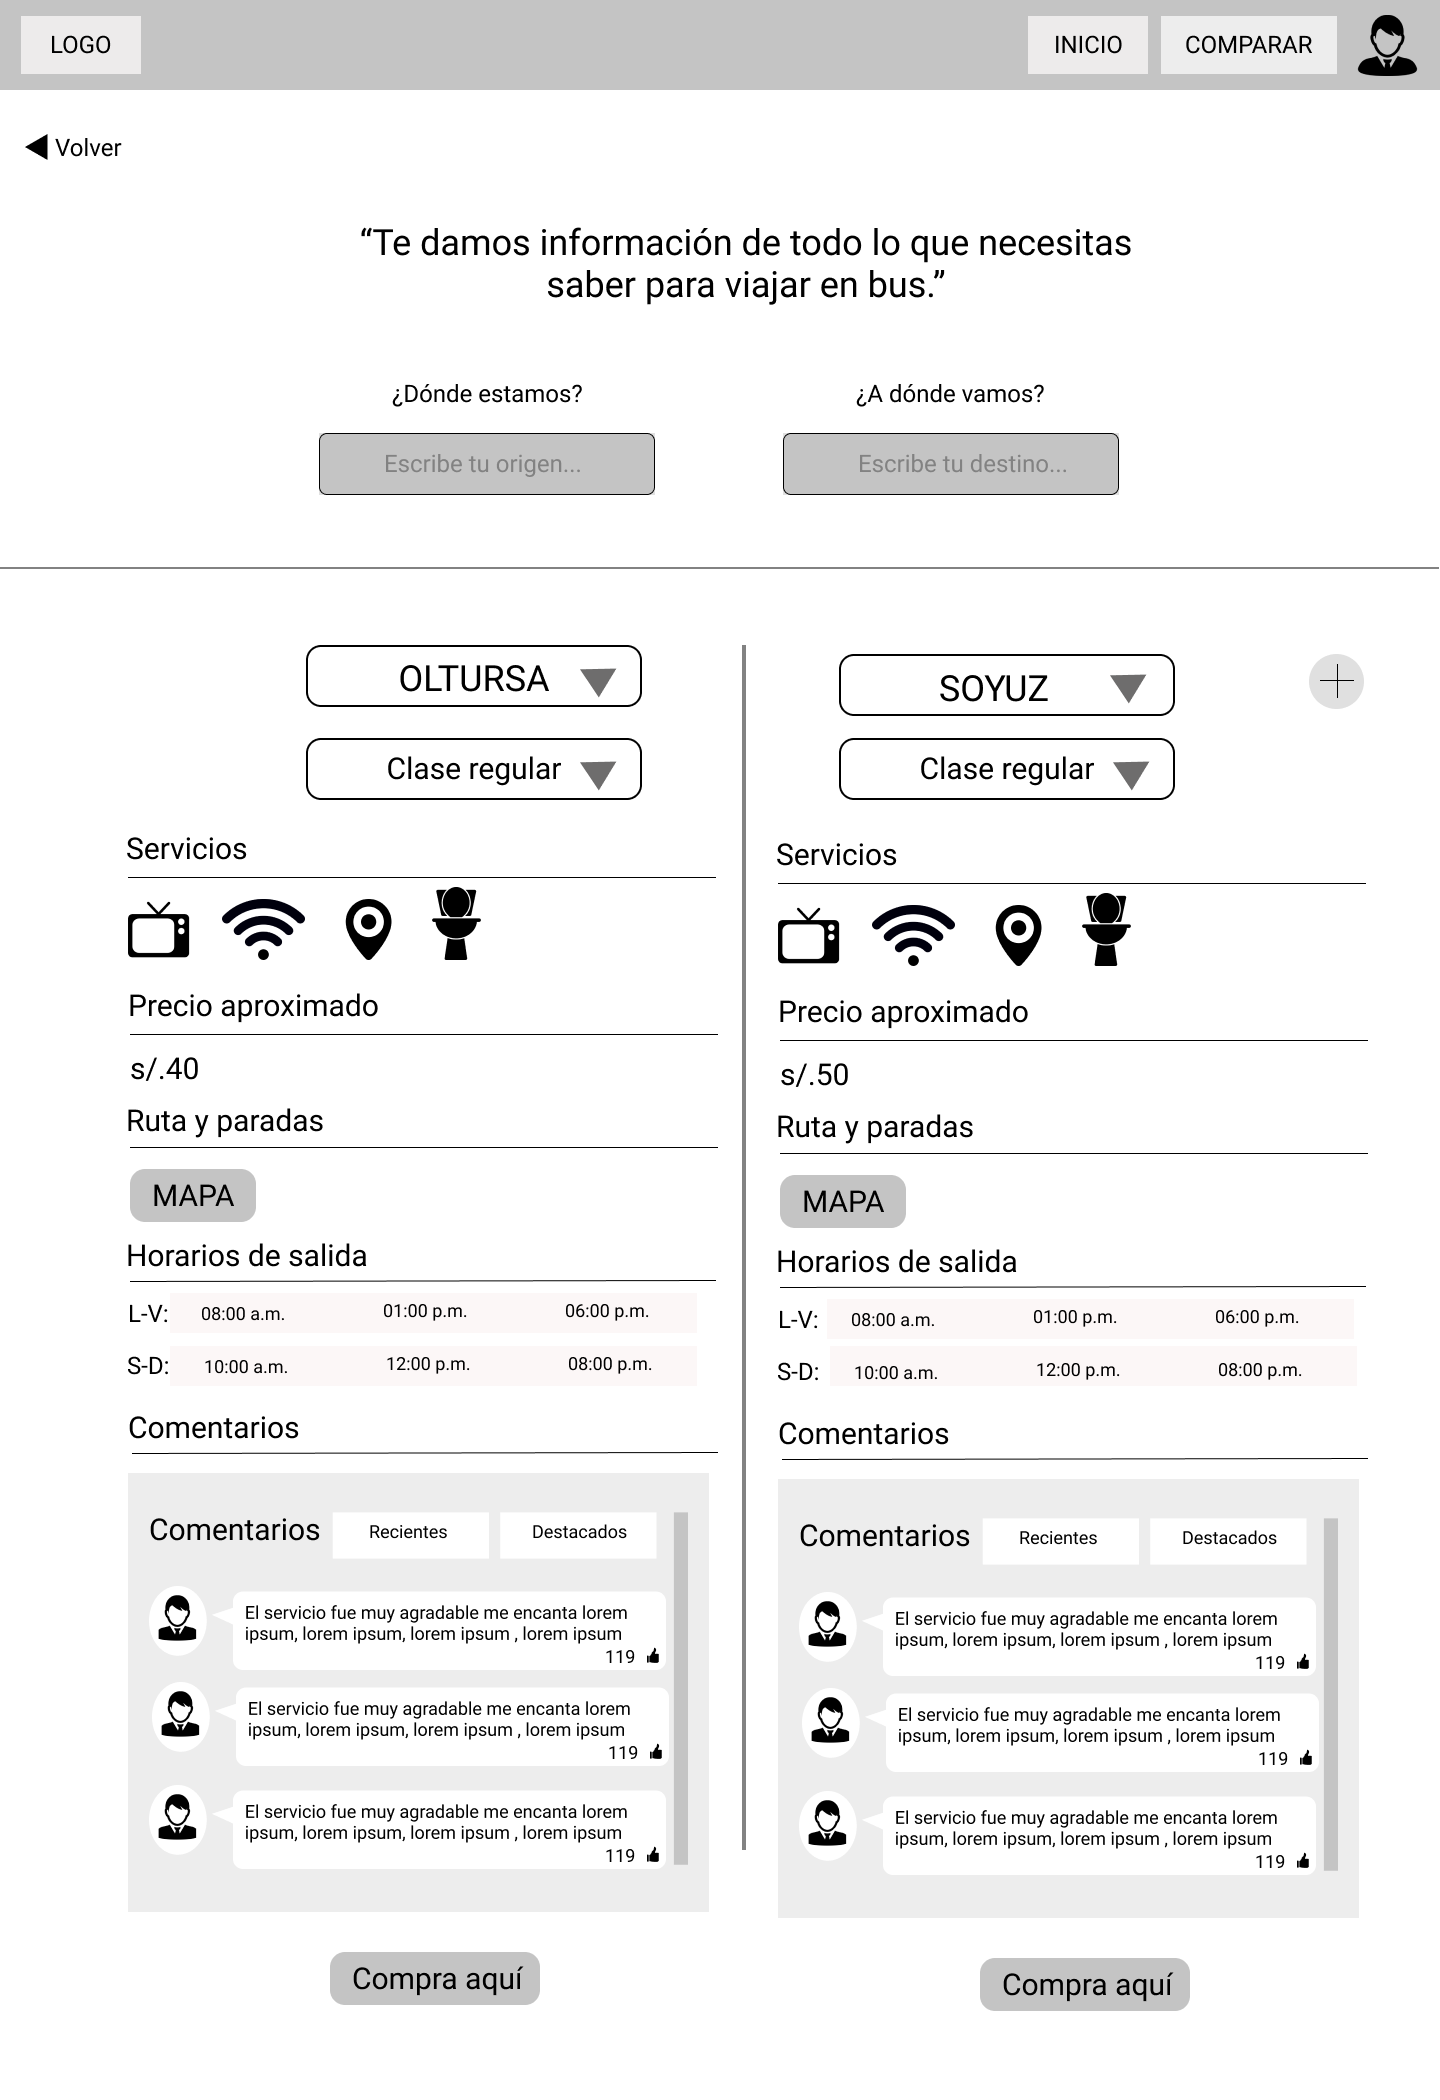 LOGO
INICIO
COMPARAR
Volver
“Te damos información de todo lo que necesitas
saber para viajar en bus.”
¿Dónde estamos?
¿A dónde vamos?
Escribe tu origen...
Escribe tu destino...
OLTURSA
Clase regular
Servicios
Precio aproximado
s/.40
Ruta y paradas
MAPA
Horarios de salida
L-V: 08:00 a.m. 01:00 p.m. 06:00 p.m.
S-D: 10:00 a.m. 12:00 p.m. 08:00 p.m.
Comentarios
Comentarios Recientes Destacados
El servicio fue muy agradable me encanta lorem
ipsum, lorem ipsum, lorem ipsum , lorem ipsum
119
El servicio fue muy agradable me encanta lorem
ipsum, lorem ipsum, lorem ipsum , lorem ipsum
119
El servicio fue muy agradable me encanta lorem
ipsum, lorem ipsum, lorem ipsum , lorem ipsum
119
Compra aquí
SOYUZ
Clase regular
Servicios
Precio aproximado
s/.50
Ruta y paradas
MAPA
Horarios de salida
L-V: 08:00 a.m. 01:00 p.m. 06:00 p.m.
S-D: 10:00 a.m. 12:00 p.m. 08:00 p.m.
Comentarios
Comentarios Recientes Destacados
El servicio fue muy agradable me encanta lorem
ipsum, lorem ipsum, lorem ipsum , lorem ipsum
119
El servicio fue muy agradable me encanta lorem
ipsum, lorem ipsum, lorem ipsum , lorem ipsum
119
El servicio fue muy agradable me encanta lorem
ipsum, lorem ipsum, lorem ipsum , lorem ipsum
119
Compra aquí